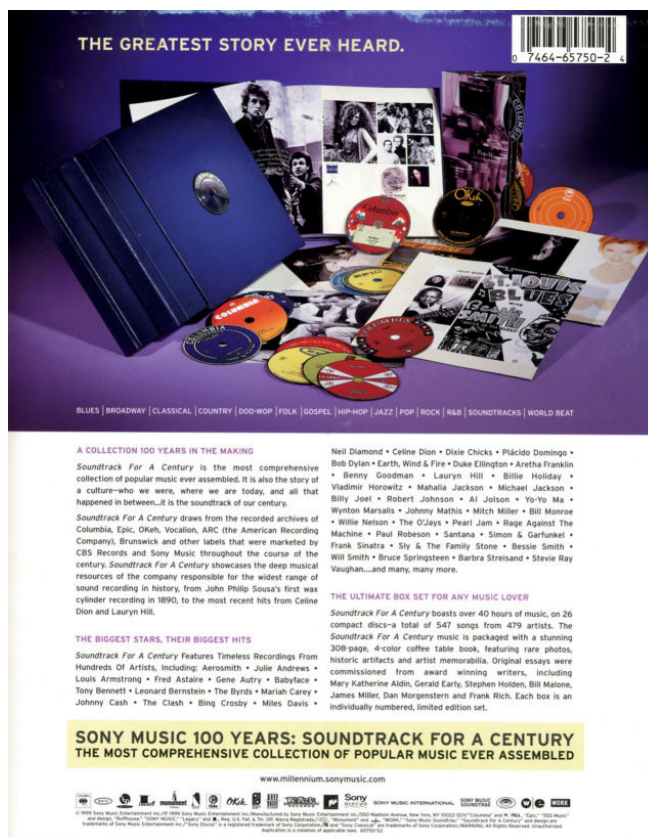 THE GREATEST STORY EVER HEARD.
0 7464-65750-2 4
Columbia
OKeh
EPIC
COLUMBIA
ST. LOUIS
BLUES
SMITH
BLUES | BROADWAY | CLASSICAL | COUNTRY | DOO-WOP | FOLK | GOSPEL | HIP-HOP | JAZZ | POP | ROCK | R&B | SOUNDTRACKS | WORLD BEAT
A COLLECTION 100 YEARS IN THE MAKING
Soundtrack For A Century is the most comprehensive
collection of popular music ever assembled. It is also the story of
a culture—who we were, where we are today, and all that
happened in between...it is the soundtrack of our century.
Soundtrack For A Century draws from the recorded archives of
Columbia, Epic, OKeh, Vocalion, ARC (the American Recording
Company), Brunswick and other labels that were marketed by
CBS Records and Sony Music throughout the course of the
century. Soundtrack For A Century showcases the deep musical
resources of the company responsible for the widest range of
sound recording in history, from John Philip Sousa's first wax
cylinder recording in 1890, to the most recent hits from Celine
Dion and Lauryn Hill.
THE BIGGEST STARS, THEIR BIGGEST HITS
Soundtrack For A Century Features Timeless Recordings From
Hundreds Of Artists, Including: Aerosmith • Julie Andrews •
Louis Armstrong • Fred Astaire • Gene Autry • Babyface •
Tony Bennett • Leonard Bernstein • The Byrds • Mariah Carey •
Johnny Cash • The Clash • Bing Crosby • Miles Davis •
Neil Diamond • Celine Dion • Dixie Chicks • Plácido Domingo •
Bob Dylan • Earth, Wind & Fire • Duke Ellington • Aretha Franklin
• Benny Goodman • Lauryn Hill • Billie Holiday •
Vladimir Horowitz • Mahalia Jackson • Michael Jackson •
Billy Joel • Robert Johnson • Al Jolson • Yo-Yo Ma •
Wynton Marsalis • Johnny Mathis • Mitch Miller • Bill Monroe
• Willie Nelson • The O'Jays • Pearl Jam • Rage Against The
Machine • Paul Robeson • Santana • Simon & Garfunkel •
Frank Sinatra • Sly & The Family Stone • Bessie Smith •
Will Smith • Bruce Springsteen • Barbra Streisand • Stevie Ray
Vaughan....and many, many more.
THE ULTIMATE BOX SET FOR ANY MUSIC LOVER
Soundtrack For A Century boasts over 40 hours of music, on 26
compact discs—a total of 547 songs from 479 artists. The
Soundtrack For A Century music is packaged with a stunning
308-page, 4-color coffee table book, featuring rare photos,
historic artifacts and artist memorabilia. Original essays were
commissioned from award winning writers, including
Mary Katherine Aldin, Gerald Early, Stephen Holden, Bill Malone,
James Miller, Dan Morgenstern and Frank Rich. Each box is an
individually numbered, limited edition set.
SONY MUSIC 100 YEARS: SOUNDTRACK FOR A CENTURY
THE MOST COMPREHENSIVE COLLECTION OF POPULAR MUSIC EVER ASSEMBLED
www.millennium.sonymusic.com
monument OKeh SONY MUSIC INTERNATIONAL SONY MUSIC SOUNDTRAX WORK